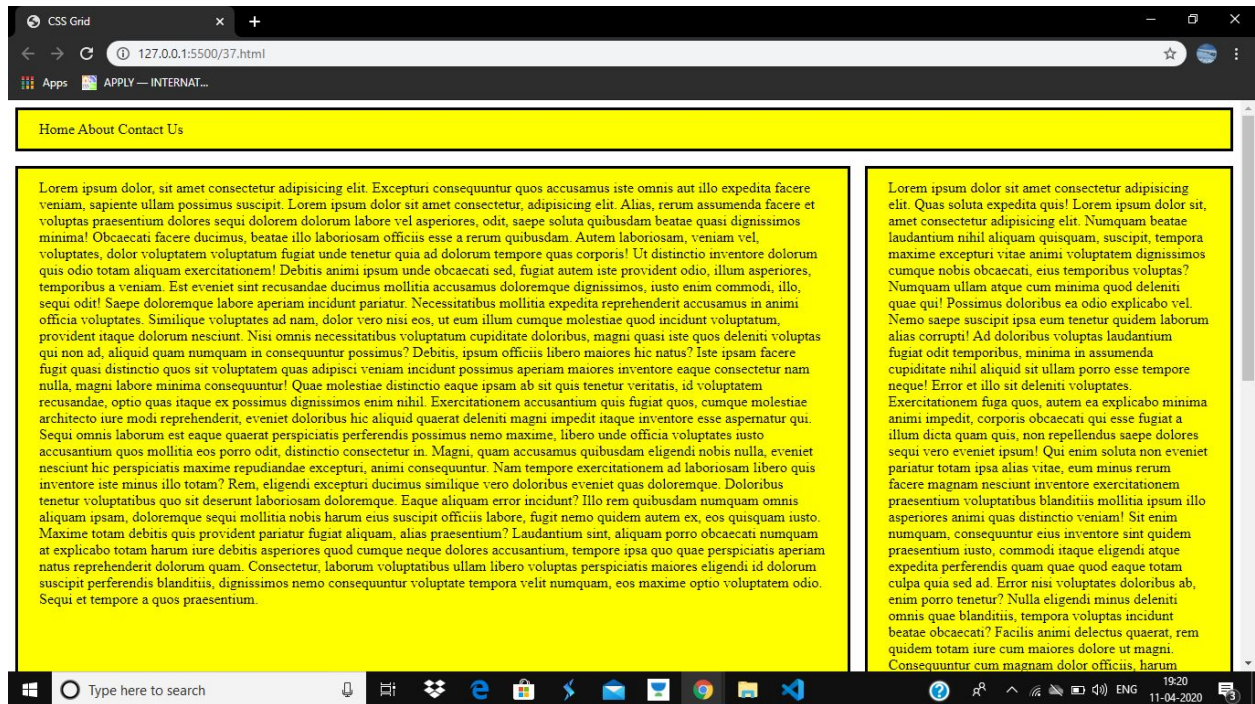 CSS Grid
127.0.0.1:5500/37.html
Apps APPLY — INTERNAT...
Home About Contact Us
Lorem ipsum dolor, sit amet consectetur adipisicing elit. Excepturi consequuntur quos accusamus iste omnis aut illo expedita facere
veniam, sapiente ullam possimus suscipit. Lorem ipsum dolor sit amet consectetur, adipisicing elit. Alias, rerum assumenda facere et
voluptas praesentium dolores sequi dolorem dolorum labore vel asperiores, odit, saepe soluta quibusdam beatae quasi dignissimos
minima! Obcaecati facere ducimus, beatae illo laboriosam officiis esse a rerum quibusdam. Autem laboriosam, veniam vel,
voluptates, dolor voluptatem voluptatum fugiat unde tenetur quia ad dolorum tempore quas corporis! Ut distinctio inventore dolorum
quis odio totam aliquam exercitationem! Debitis animi ipsum unde obcaecati sed, fugiat autem iste provident odio, illum asperiores,
temporibus a veniam. Est eveniet sint recusandae ducimus mollitia accusamus doloremque dignissimos, iusto enim commodi, illo,
sequi odit! Saepe doloremque labore aperiam incidunt pariatur. Necessitatibus mollitia expedita reprehenderit accusamus in animi
officia voluptates. Similique voluptates ad nam, dolor vero nisi eos, ut eum illum cumque molestiae quod incidunt voluptatum,
provident itaque dolorum nesciunt. Nisi omnis necessitatibus voluptatum cupiditate doloribus, magni quasi iste quos deleniti voluptas
qui non ad, aliquid quam numquam in consequuntur possimus? Debitis, ipsum officiis libero maiores hic natus? Iste ipsam facere
fugit quasi distinctio quos sit voluptatem quas adipisci veniam incidunt possimus aperiam maiores inventore eaque consectetur nam
nulla, magni labore minima consequuntur! Quae molestiae distinctio eaque ipsam ab sit quis tenetur veritatis, id voluptatem
recusandae, optio quas itaque ex possimus dignissimos enim nihil. Exercitationem accusantium quis fugiat quos, cumque molestiae
architecto iure modi reprehenderit, eveniet doloribus hic aliquid quaerat deleniti magni impedit itaque inventore esse aspernatur qui.
Sequi omnis laborum est eaque quaerat perspiciatis perferendis possimus nemo maxime, libero unde officia voluptates iusto
accusantium quos mollitia eos porro odit, distinctio consectetur in. Magni, quam accusamus quibusdam eligendi nobis nulla, eveniet
nesciunt hic perspiciatis maxime repudiandae excepturi, animi consequuntur. Nam tempore exercitationem ad laboriosam libero quis
inventore iste minus illo totam? Rem, eligendi excepturi ducimus similique vero doloribus eveniet quas doloremque. Doloribus
tenetur voluptatibus quo sit deserunt laboriosam doloremque. Eaque aliquam error incidunt? Illo rem quibusdam numquam omnis
aliquam ipsam, doloremque sequi mollitia nobis harum eius suscipit officiis labore, fugit nemo quidem autem ex, eos quisquam iusto.
Maxime totam debitis quis provident pariatur fugiat aliquam, alias praesentium? Laudantium sint, aliquam porro obcaecati numquam
at explicabo totam harum iure debitis asperiores quod cumque neque dolores accusantium, tempore ipsa quo quae perspiciatis aperiam
natus reprehenderit dolorum quam. Consectetur, laborum voluptatibus ullam libero voluptas perspiciatis maiores eligendi id dolorum
suscipit perferendis blanditiis, dignissimos nemo consequuntur voluptate tempora velit numquam, eos maxime optio voluptatem odio.
Sequi et tempore a quos praesentium.
Lorem ipsum dolor sit amet consectetur adipisicing
elit. Quas soluta expedita quis! Lorem ipsum dolor sit,
amet consectetur adipisicing elit. Numquam beatae
laudantium nihil aliquam quisquam, suscipit, tempora
maxime excepturi vitae animi voluptatem dignissimos
cumque nobis obcaecati, eius temporibus voluptas?
Numquam ullam atque cum minima quod deleniti
quae qui! Possimus doloribus ea odio explicabo vel.
Nemo saepe suscipit ipsa eum tenetur quidem laborum
alias corrupti! Ad doloribus voluptas laudantium
fugiat odit temporibus, minima in assumenda
cupiditate nihil aliquid sit ullam porro esse tempore
neque! Error et illo sit deleniti voluptates.
Exercitationem fuga quos, autem ea explicabo minima
animi impedit, corporis obcaecati qui esse fugiat a
illum dicta quam quis, non repellendus saepe dolores
sequi vero eveniet ipsum! Qui enim soluta non eveniet
pariatur totam ipsa alias vitae, eum minus rerum
facere magnam nesciunt inventore exercitationem
praesentium voluptatibus blanditiis mollitia ipsum illo
asperiores animi quas distinctio veniam! Sit enim
numquam, consequuntur eius inventore sint quidem
praesentium iusto, commodi itaque eligendi atque
expedita perferendis quam quae quod eaque totam
culpa quia sed ad. Error nisi voluptates doloribus ab,
enim porro tenetur? Nulla eligendi minus deleniti
omnis quae blanditiis, tempora voluptas incidunt
beatae obcaecati? Facilis animi delectus quaerat, rem
quidem totam iure cum maiores dolore ut magni.
Consequuntur cum magnam dolor officiis, harum
Type here to search
ENG
19:20
11-04-2020
3